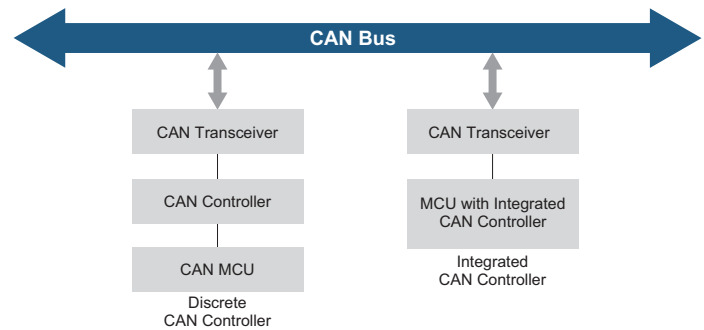 CAN Bus
CAN Transceiver
CAN Controller
CAN MCU
Discrete
CAN Controller
CAN Transceiver
MCU with Integrated
CAN Controller
Integrated
CAN Controller